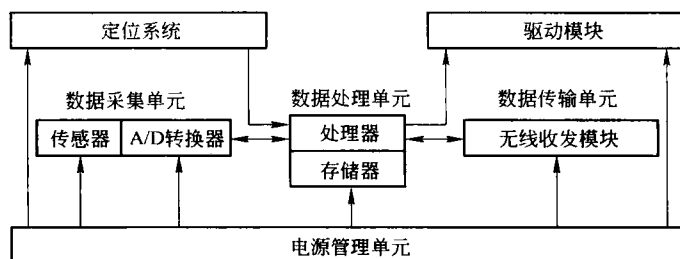 定位系统
驱动模块
数据采集单元
数据处理单元
数据传输单元
传感器
A/D转换器
处理器
无线收发模块
存储器
电源管理单元